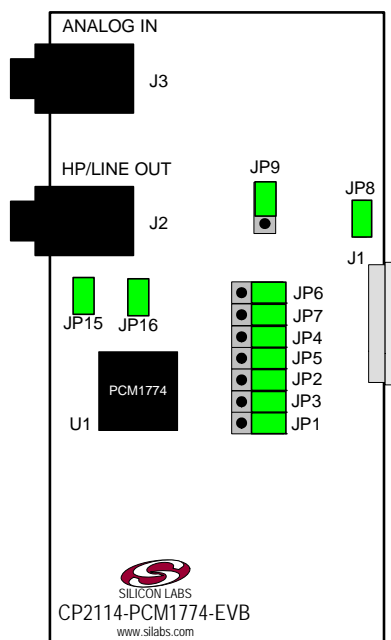 ANALOG IN
J3
HP/LINE OUT
J2
JP9
JP8
J1
JP15
JP16
JP6
JP7
JP4
JP5
JP2
JP3
JP1
PCM1774
U1
SILICON LABS
CP2114-PCM1774-EVB
www.silabs.com